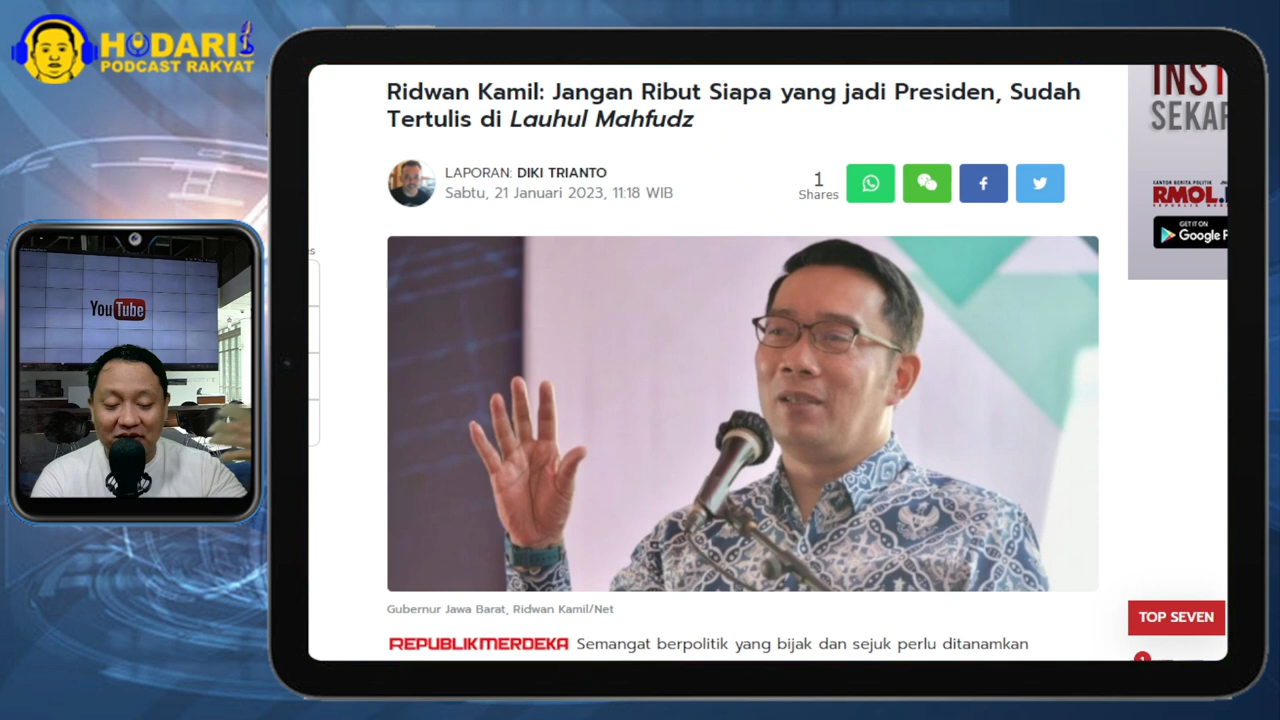 HODARI
PODCAST RAKYAT
Ridwan Kamil: Jangan Ribut Siapa yang jadi Presiden, Sudah
Tertulis di Lauhul Mahfudz
LAPORAN: DIKI TRIANTO
Sabtu, 21 Januari 2023, 11:18 WIB
1
Shares
SEKAR
RMOL.
GET IT ON
Google P
YouTube
Gubernur Jawa Barat, Ridwan Kamil/Net
REPUBLIKMERDEKA Semangat berpolitik yang bijak dan sejuk perlu ditanamkan
TOP SEVEN
1